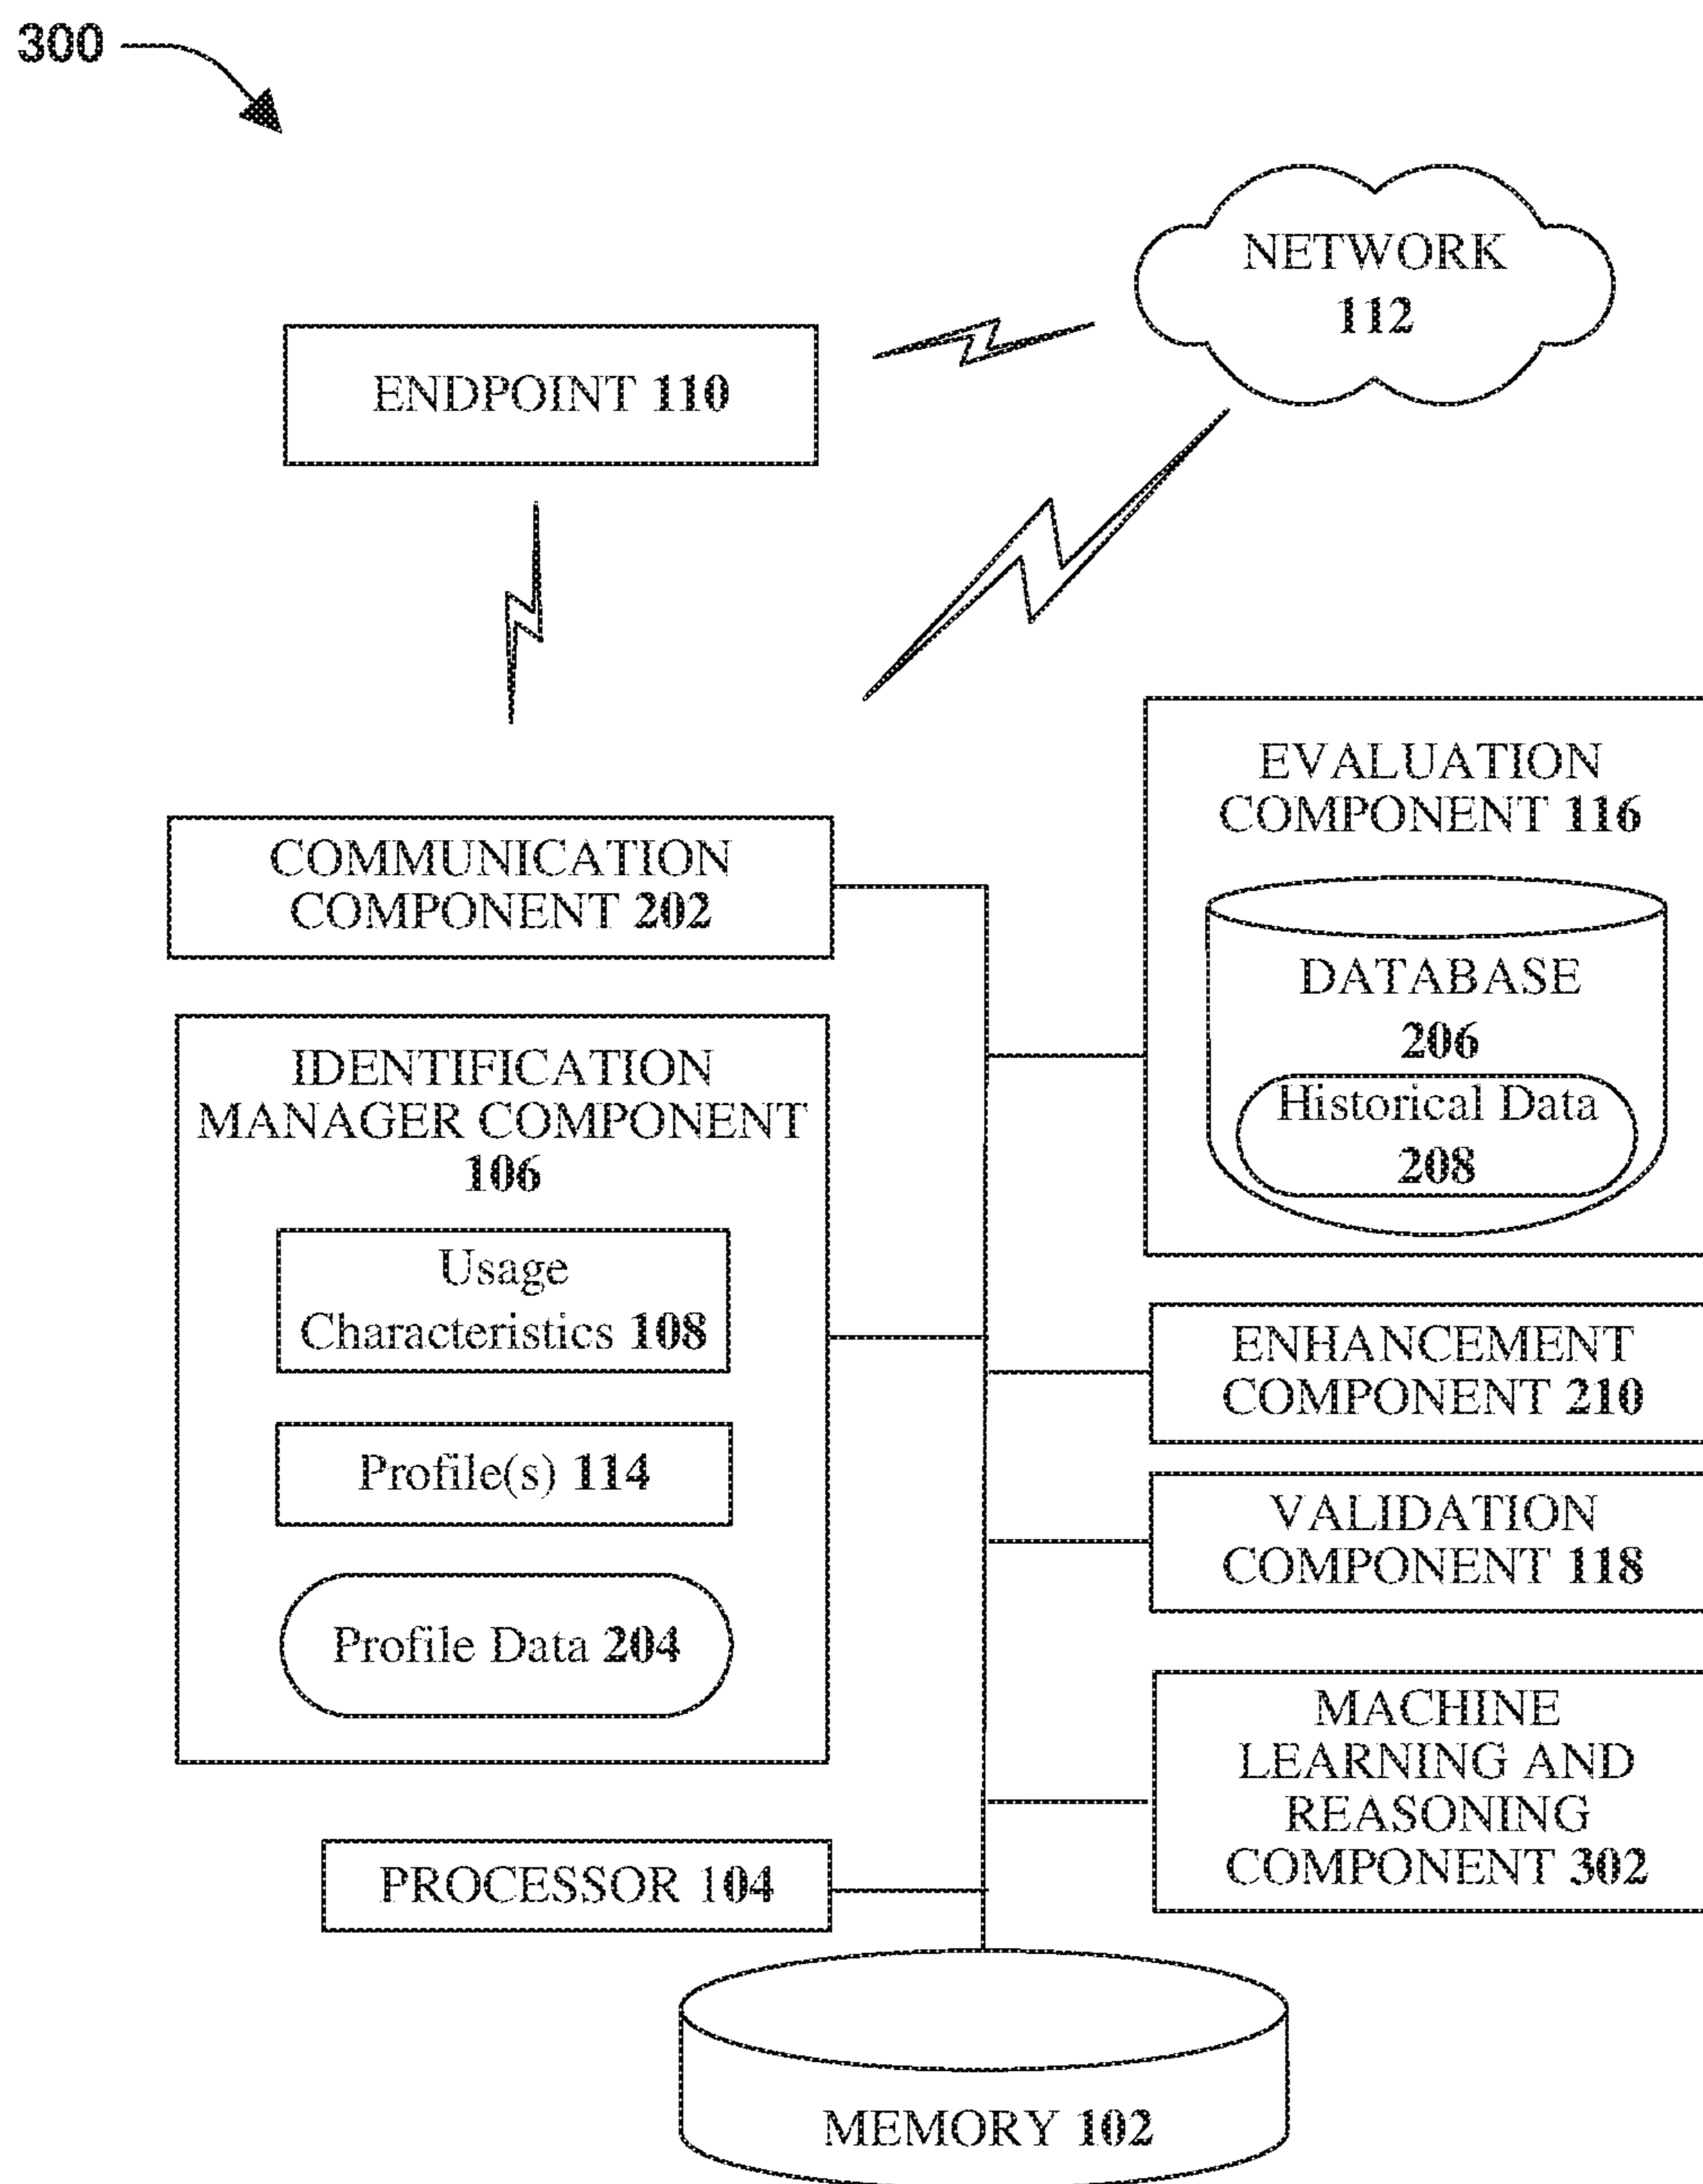 300
NETWORK
112
ENDPOINT 110
COMMUNICATION
COMPONENT 202
IDENTIFICATION
MANAGER COMPONENT
106
Usage
Characteristics 108
Profile(s) 114
Profile Data 204
PROCESSOR 104
EVALUATION
COMPONENT 116
DATABASE
206
Historical Data
208
ENHANCEMENT
COMPONENT 210
VALIDATION
COMPONENT 118
MACHINE
LEARNING AND
REASONING
COMPONENT 302
MEMORY 102